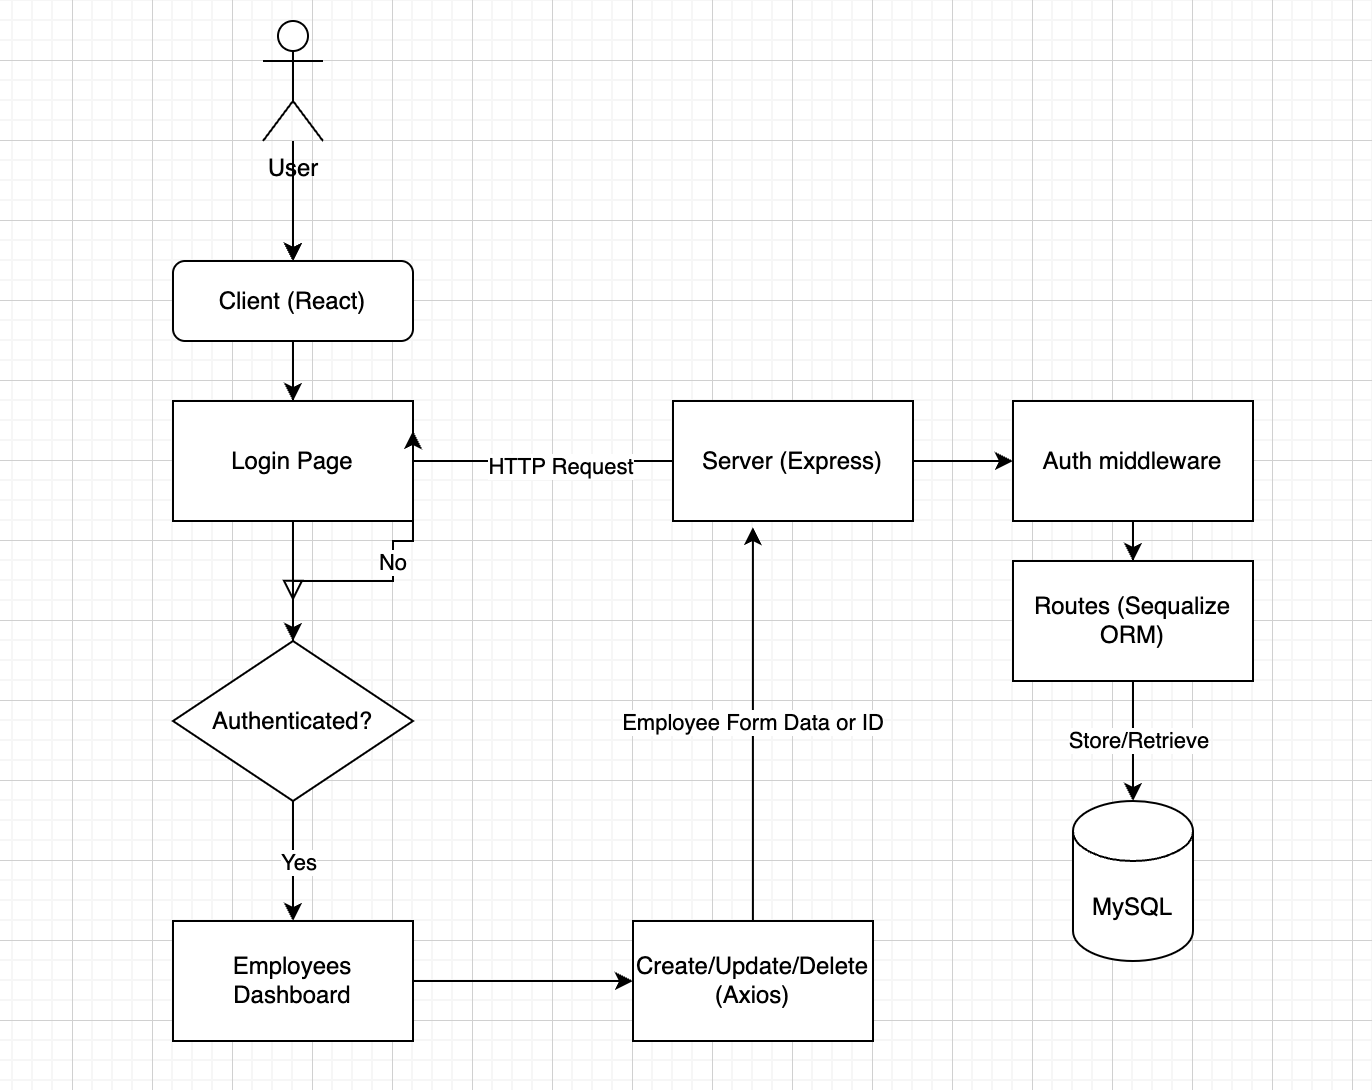 User
Client (React)
Login Page
HTTP Request
Server (Express)
Auth middleware
No
Routes (Sequalize
ORM)
Authenticated?
Employee Form Data or ID
Store/Retrieve
Yes
MySQL
Employees
Dashboard
Create/Update/Delete
(Axios)